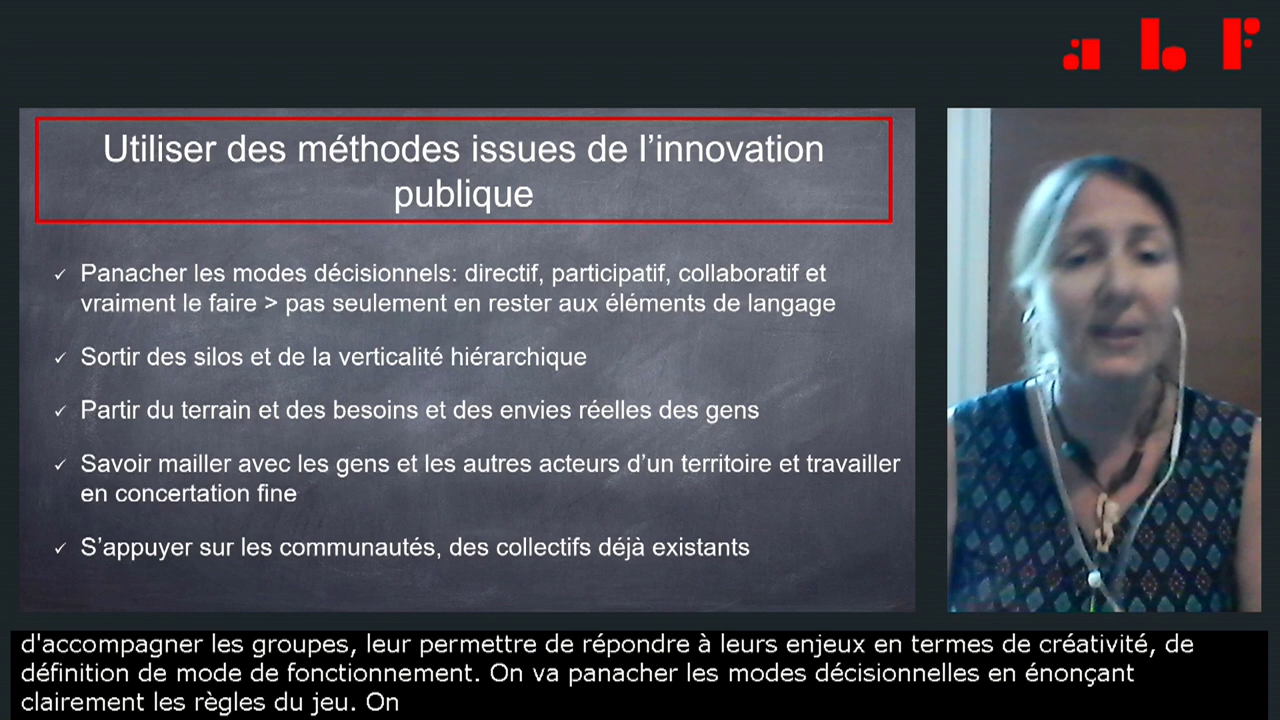 abf
Utiliser des méthodes issues de l’innovation
publique
✓ Panacher les modes décisionnels: directif, participatif, collaboratif et
vraiment le faire > pas seulement en rester aux éléments de langage
✓ Sortir des silos et de la verticalité hiérarchique
✓ Partir du terrain et des besoins et des envies réelles des gens
✓ Savoir mailler avec les gens et les autres acteurs d’un territoire et travailler
en concertation fine
✓ S’appuyer sur les communautés, des collectifs déjà existants
d'accompagner les groupes, leur permettre de répondre à leurs enjeux en termes de créativité, de
définition de mode de fonctionnement. On va panacher les modes décisionnelles en énonçant
clairement les règles du jeu. On